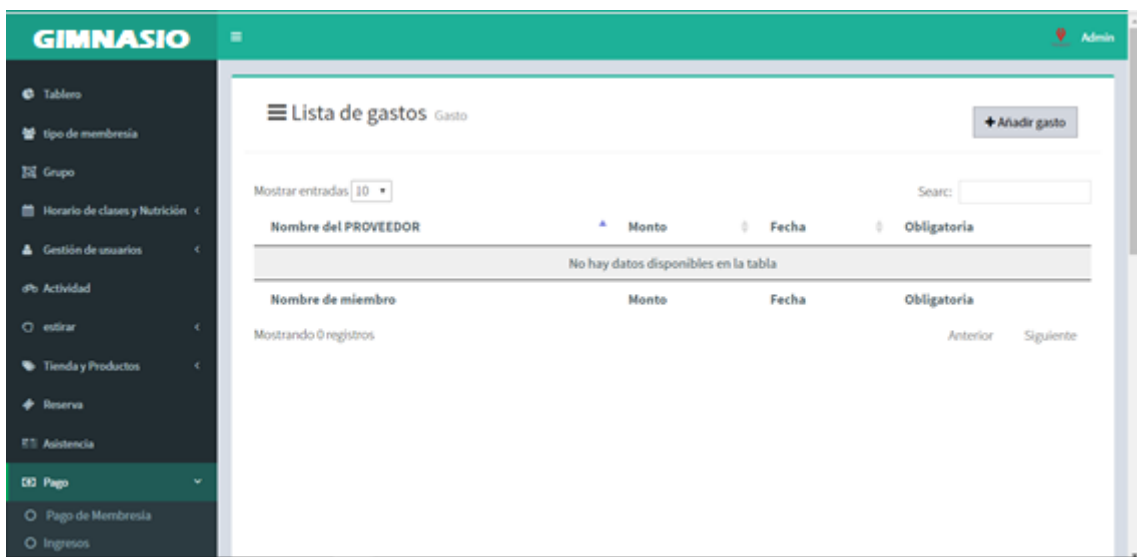 GIMNASIO
Admin
Tablero
tipo de membresía
Grupo
Horario de clases y Nutrición
Gestión de usuarios
Actividad
estirar
Tienda y Productos
Reserva
Asistencia
Pago
Pago de Membresía
Ingresos
Lista de gastos Gasto
Añadir gasto
Mostrar entradas 10
Searc:
Nombre del PROVEEDOR Monto Fecha Obligatoria
No hay datos disponibles en la tabla
Nombre de miembro Monto Fecha Obligatoria
Mostrando 0 registros
Anterior Siguiente